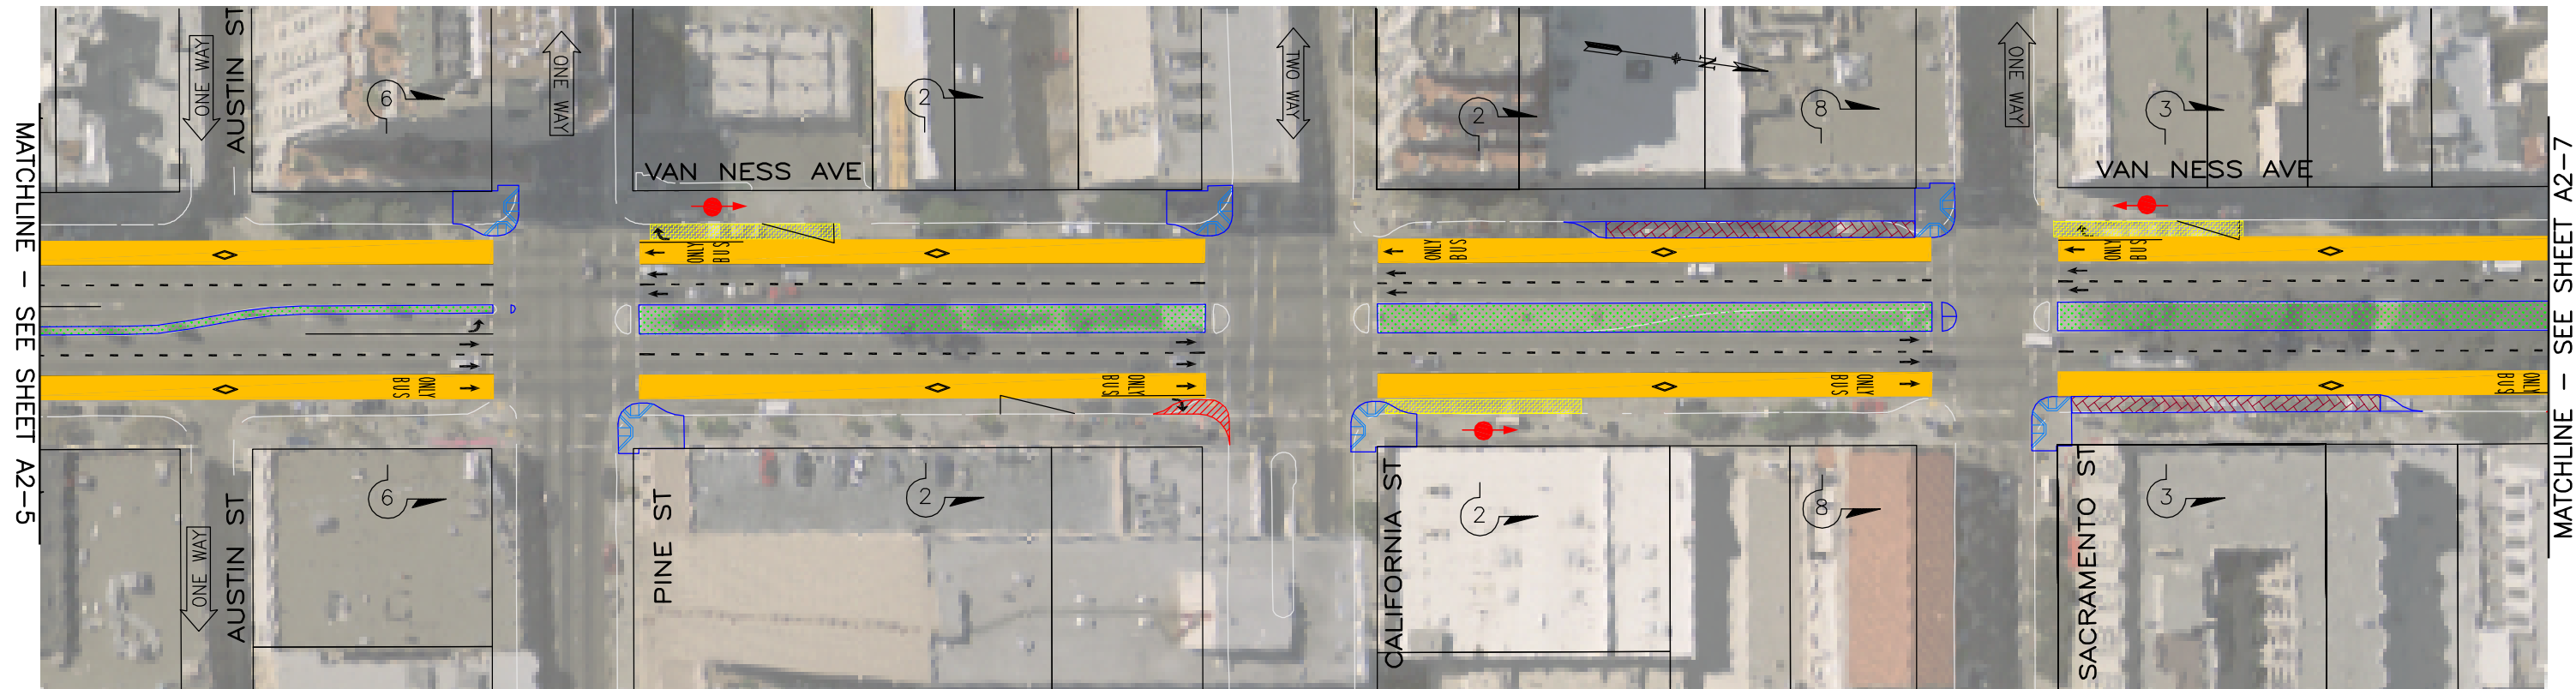 MATCHLINE - SEE SHEET A2-5
ONE WAY
AUSTIN ST
6
ONE WAY
VAN NESS AVE
2
TWO WAY
2
N
8
ONE WAY
3
VAN NESS AVE
MATCHLINE - SEE SHEET A2-7
ONLY
BUS
ONLY
BUS
ONLY
BUS
BUS
ONLY
BUS
ONLY
BUS
ONLY
BUS
ONLY
ONE WAY
AUSTIN ST
6
PINE ST
2
CALIFORNIA ST
2
8
SACRAMENTO ST
3